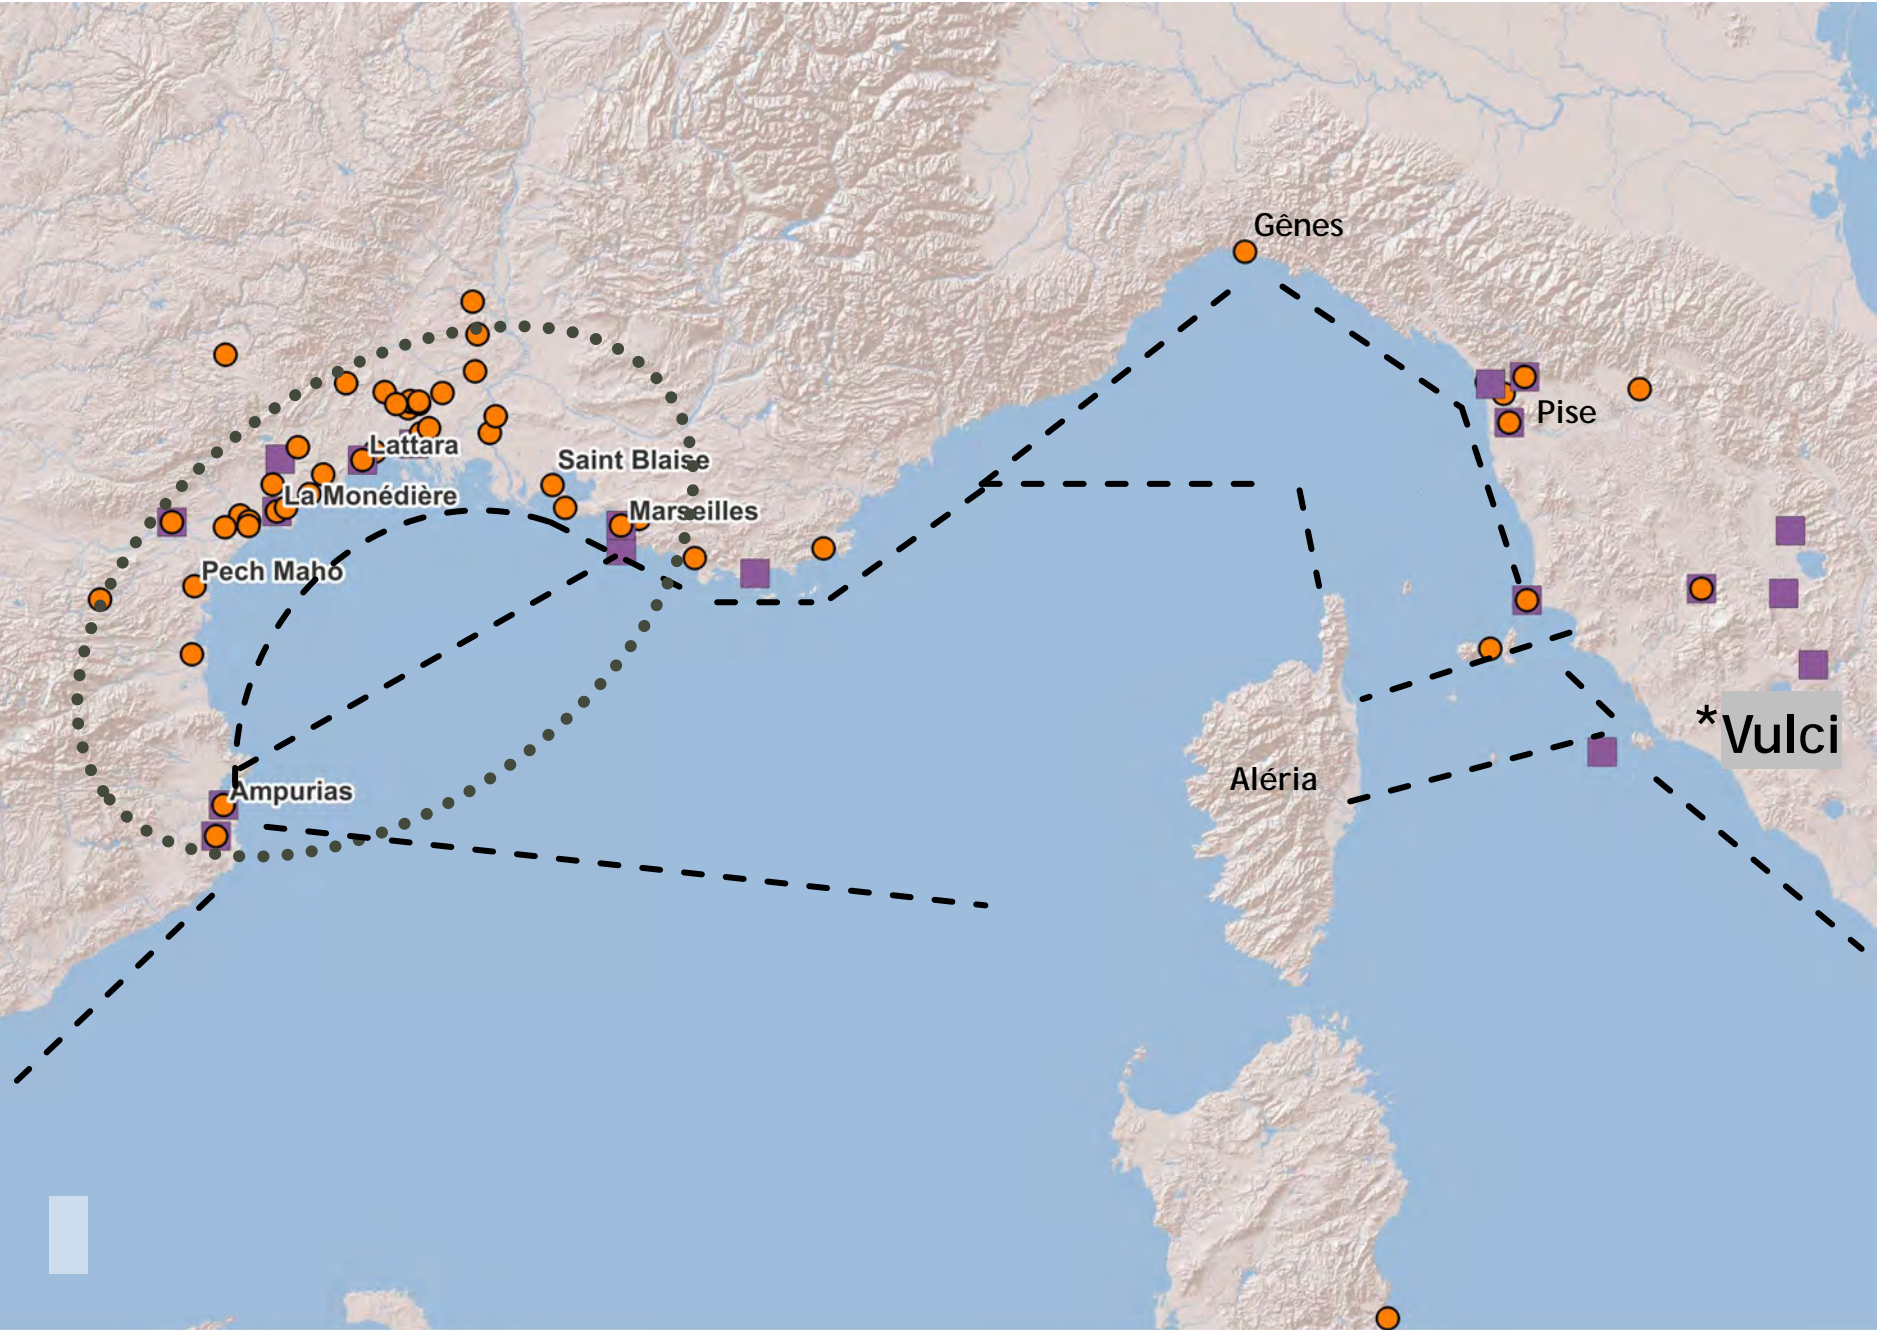 Gênes
Pise
Lattara
Saint Blaise
La Monédière
Marseilles
Pech Maho
*Vulci
Aléria
Ampurias